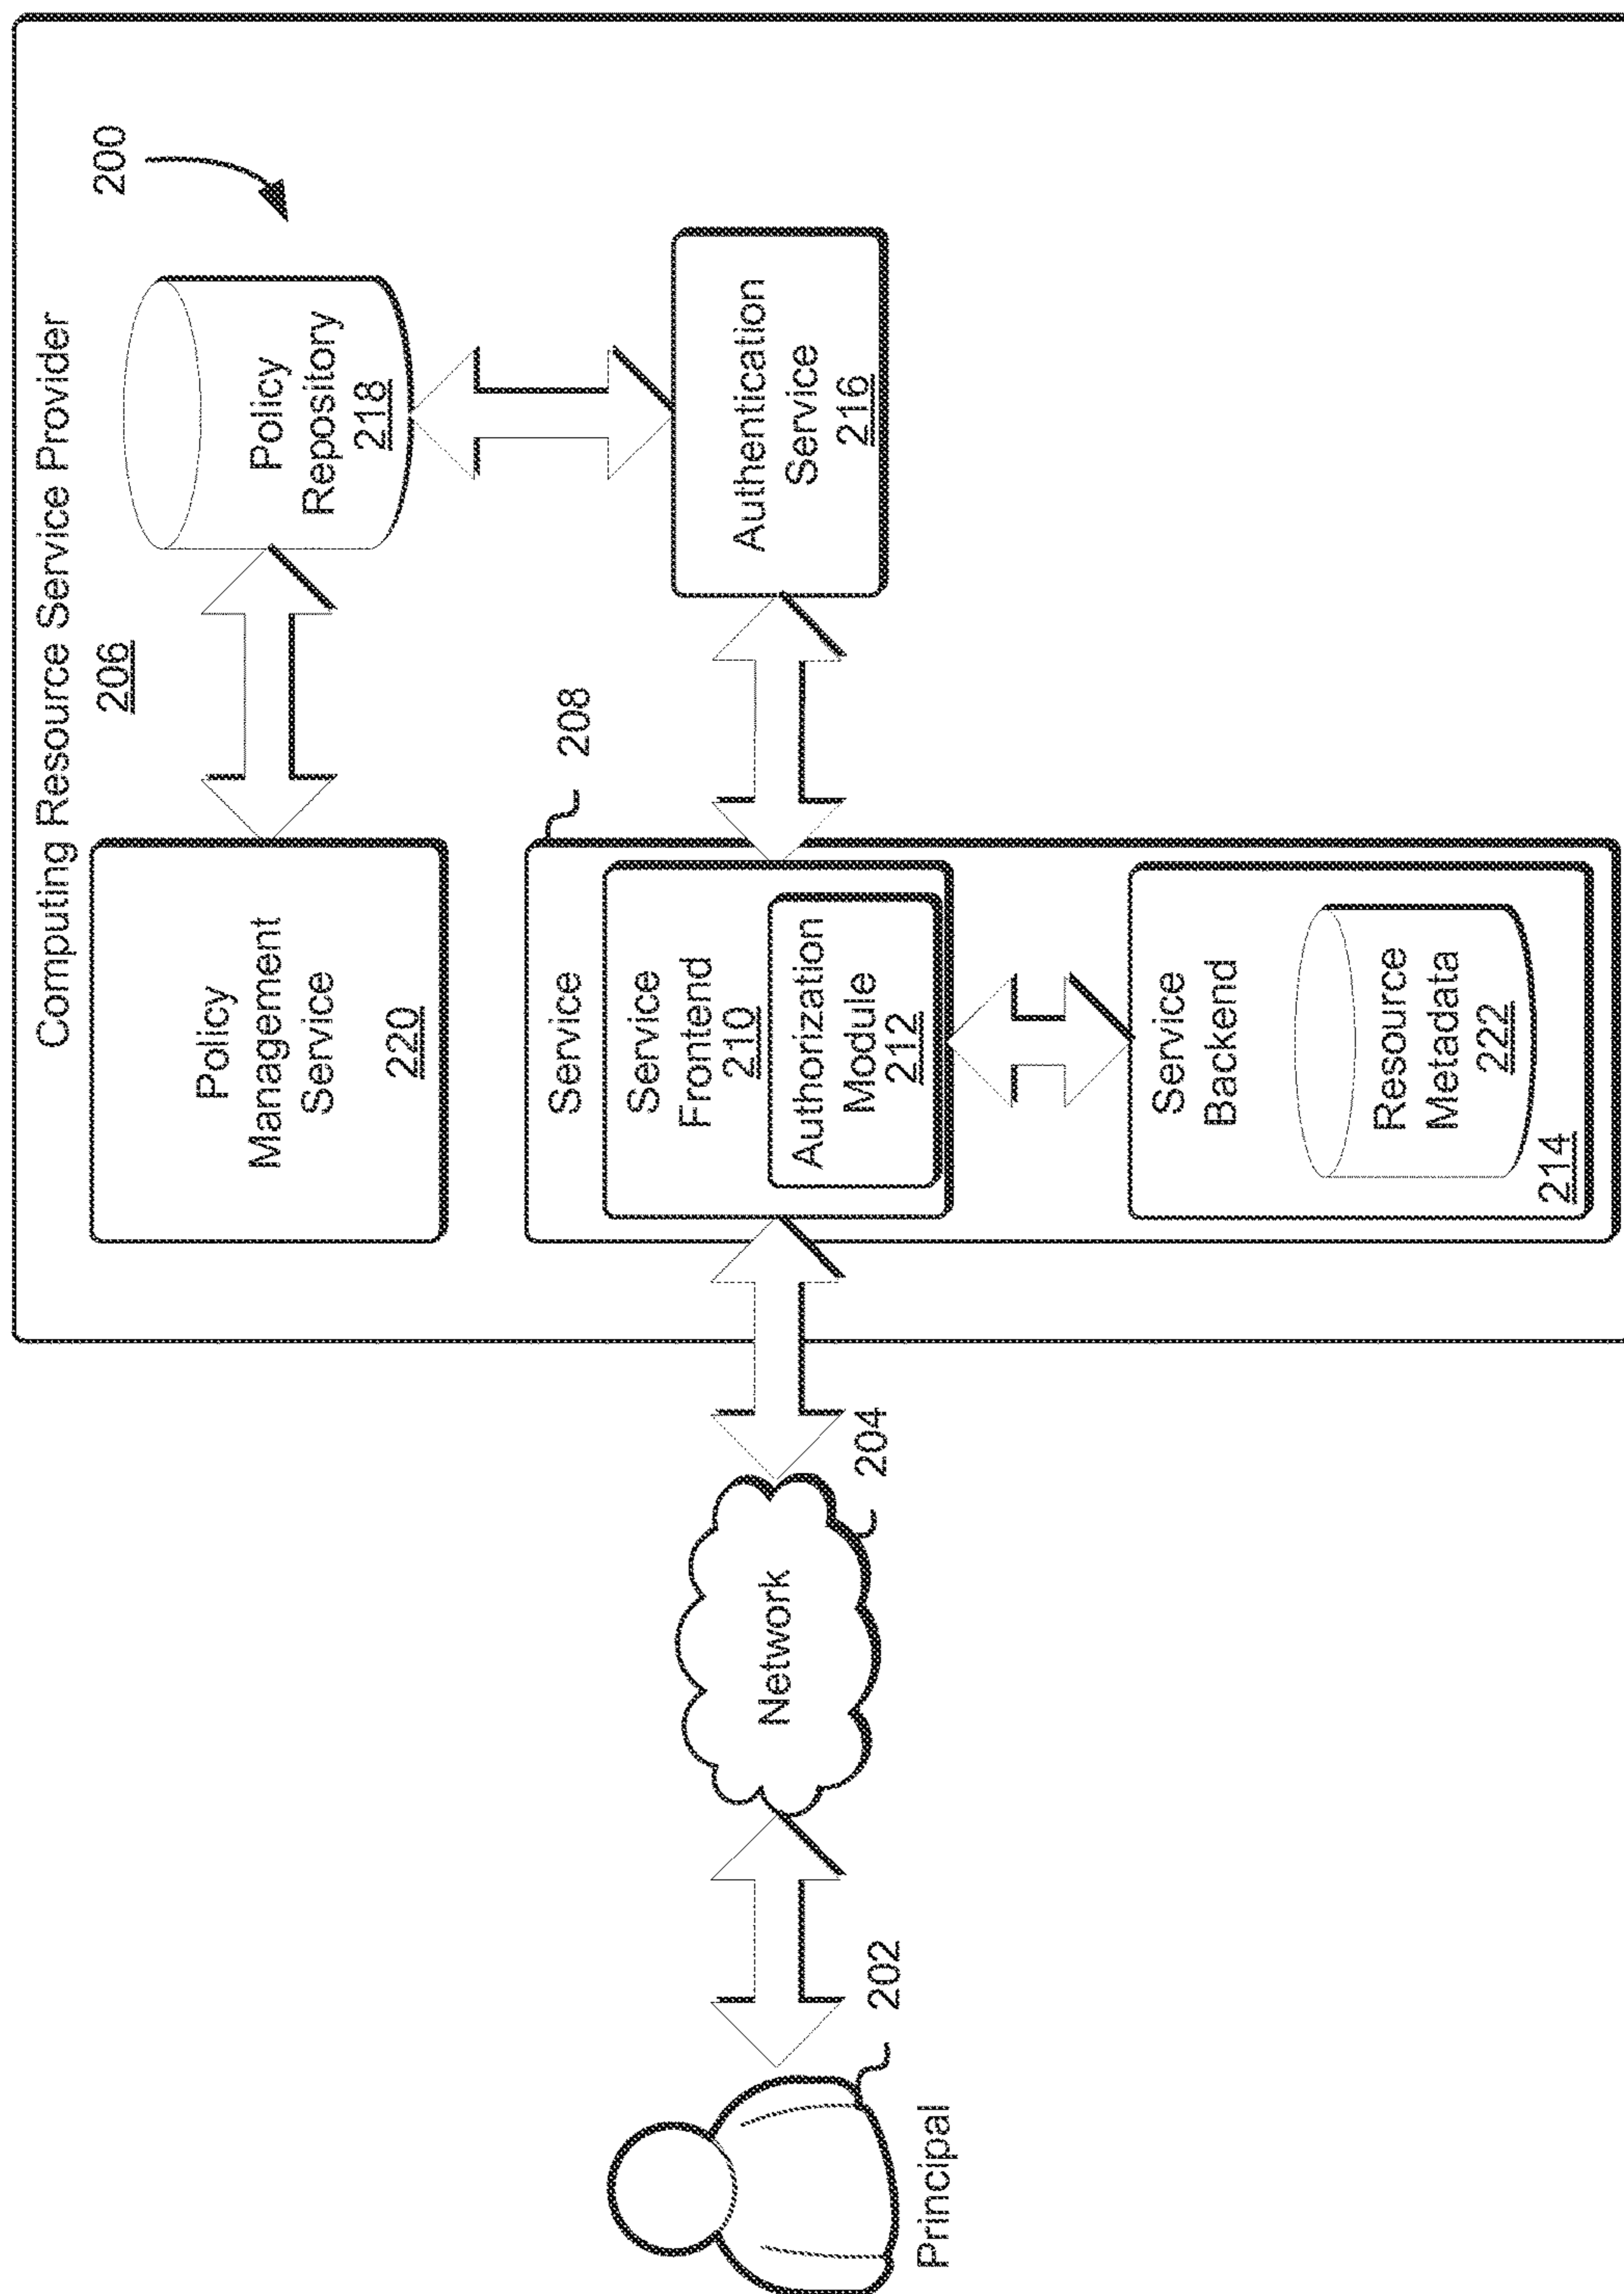 200
Computing Resource Service Provider
206
Policy
Management
Service
220
Policy
Repository
218
208
Service
Service
Frontend
210
Authorization
Module
212
Authentication
Service
216
Network
204
202
Principal
Service
Backend
Resource
Metadata
222
214